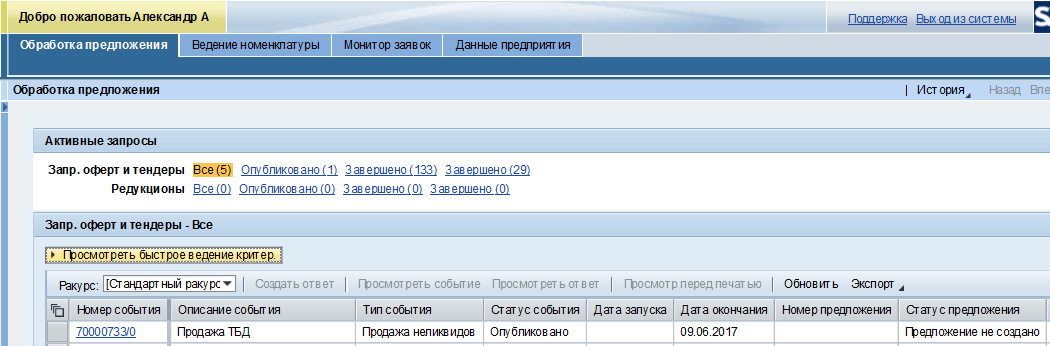 Добро пожаловать Александр А
Поддержка Выход из системы
Обработка предложения Ведение номенклатуры Монитор заявок Данные предприятия
Обработка предложения | История Назад Впе
Активные запросы
Запр. оферт и тендеры Все (5) Опубликовано (1) Завершено (133) Завершено (29)
Редукционы Все (0) Опубликовано (0) Завершено (0) Завершено (0)
Запр. оферт и тендеры - Все
Просмотреть быстрое ведение критер.
Ракурс: [Стандартный ракурс Создать ответ Просмотреть событие Просмотреть ответ Просмотр перед печатью Обновить Экспорт
Номер события Описание события Тип события Статус события Дата запуска Дата окончания Номер предложения Статус предложения
70000733/0 Продажа ТБД Продажа неликвидов Опубликовано 09.06.2017 Предложение не создано